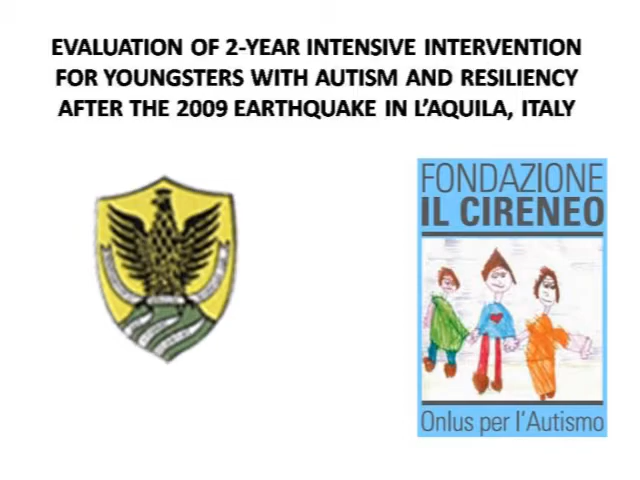 EVALUATION OF 2-YEAR INTENSIVE INTERVENTION
FOR YOUNGSTERS WITH AUTISM AND RESILIENCY
AFTER THE 2009 EARTHQUAKE IN L'AQUILA, ITALY
FONDAZIONE
IL CIRENEO
Onlus per l'Autismo